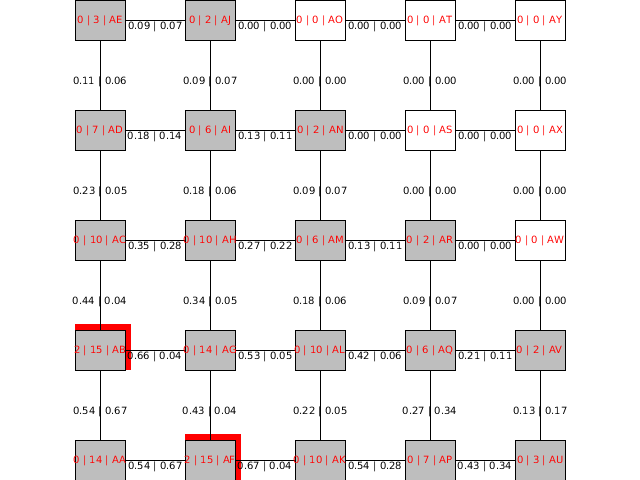 0 | 3 | AE 0.09 | 0.07 0 | 2 | AJ 0.00 | 0.00 0 | 0 | AO 0.00 | 0.00 0 | 0 | AT 0.00 | 0.00 0 | 0 | AY
0.11 | 0.06 0.09 | 0.07 0.00 | 0.00 0.00 | 0.00 0.00 | 0.00
0 | 7 | AD 0.18 | 0.14 0 | 6 | AI 0.13 | 0.11 0 | 2 | AN 0.00 | 0.00 0 | 0 | AS 0.00 | 0.00 0 | 0 | AX
0.23 | 0.05 0.18 | 0.06 0.09 | 0.07 0.00 | 0.00 0.00 | 0.00
0 | 10 | AC 0.35 | 0.28 0 | 10 | AH 0.27 | 0.22 0 | 6 | AM 0.13 | 0.11 0 | 2 | AR 0.00 | 0.00 0 | 0 | AW
0.44 | 0.04 0.34 | 0.05 0.18 | 0.06 0.09 | 0.07 0.00 | 0.00
2 | 15 | AB 0.66 | 0.04 0 | 14 | AG 0.53 | 0.05 0 | 10 | AL 0.42 | 0.06 0 | 6 | AQ 0.21 | 0.11 0 | 2 | AV
0.54 | 0.67 0.43 | 0.04 0.22 | 0.05 0.27 | 0.34 0.13 | 0.17
0 | 14 | AA 0.54 | 0.67 2 | 15 | AF 0.67 | 0.04 0 | 10 | AK 0.54 | 0.28 0 | 7 | AP 0.43 | 0.34 0 | 3 | AU